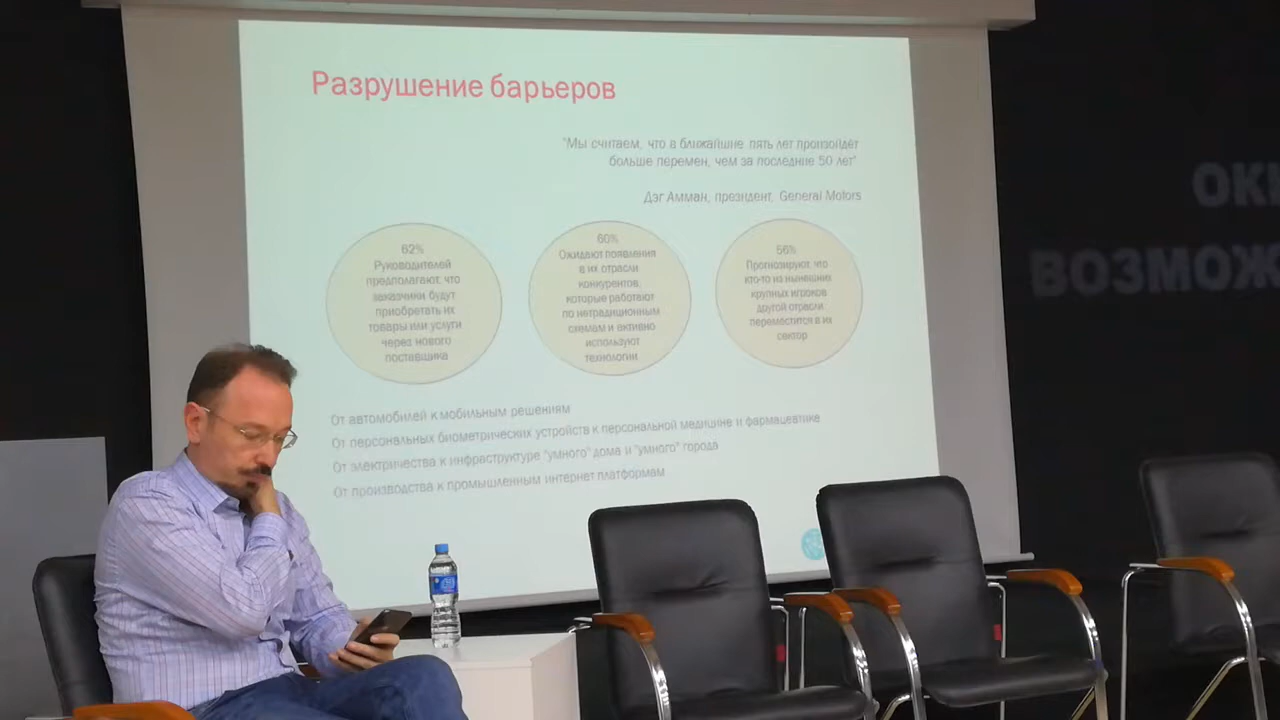 Разрушение барьеров
"Мы считаем, что в ближайшие пять лет произойдёт
больше перемен, чем за последние 50 лет"
Дэг Амман, президент, General Motors
62%
Руководителей
предполагают, что
заказчики будут
приобретать их
товары или услуги
через нового
поставщика
60%
Ожидают появления
в их отрасли
конкурентов,
которые работают
по нетрадиционным
схемам и активно
используют
технологии
56%
Прогнозируют, что
кто-то из нынешних
крупных игроков
другой отрасли
переместится в их
сектор
От автомобилей к мобильным решениям
От персональных биометрических устройств к персональной медицине и фармацевтике
От электричества к инфраструктуре "умного" дома и "умного" города
От производства к промышленным интернет платформам
ОК
ВОЗМОЖ